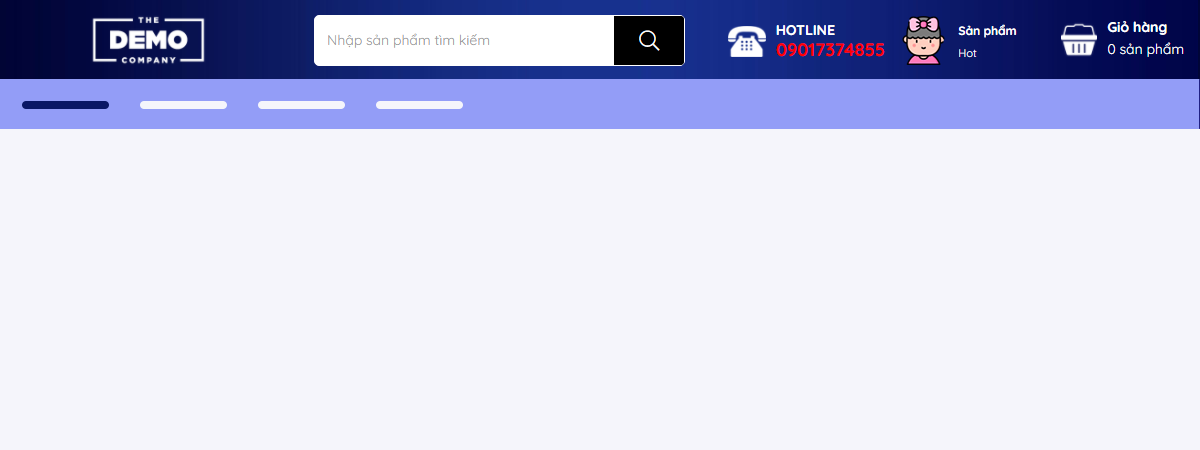 THE
DEMO
COMPANY
Nhập sản phẩm tìm kiếm
HOTLINE
09017374855
Sản phẩm
Hot
Giỏ hàng
0 sản phẩm